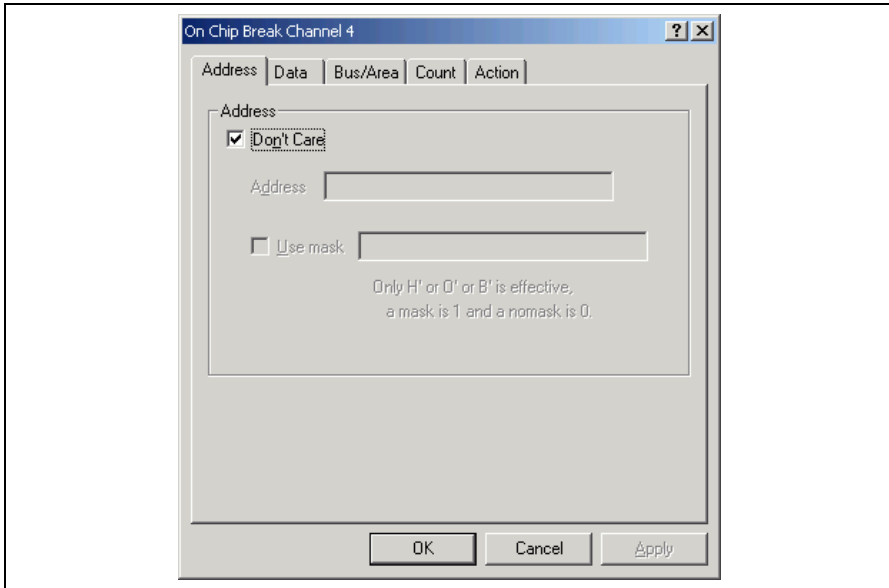 On Chip Break Channel 4
Address Data Bus/Area Count Action
Address
Don't Care
Address
Use mask
Only H' or O' or B' is effective,
a mask is 1 and a nomask is 0.
OK Cancel Apply